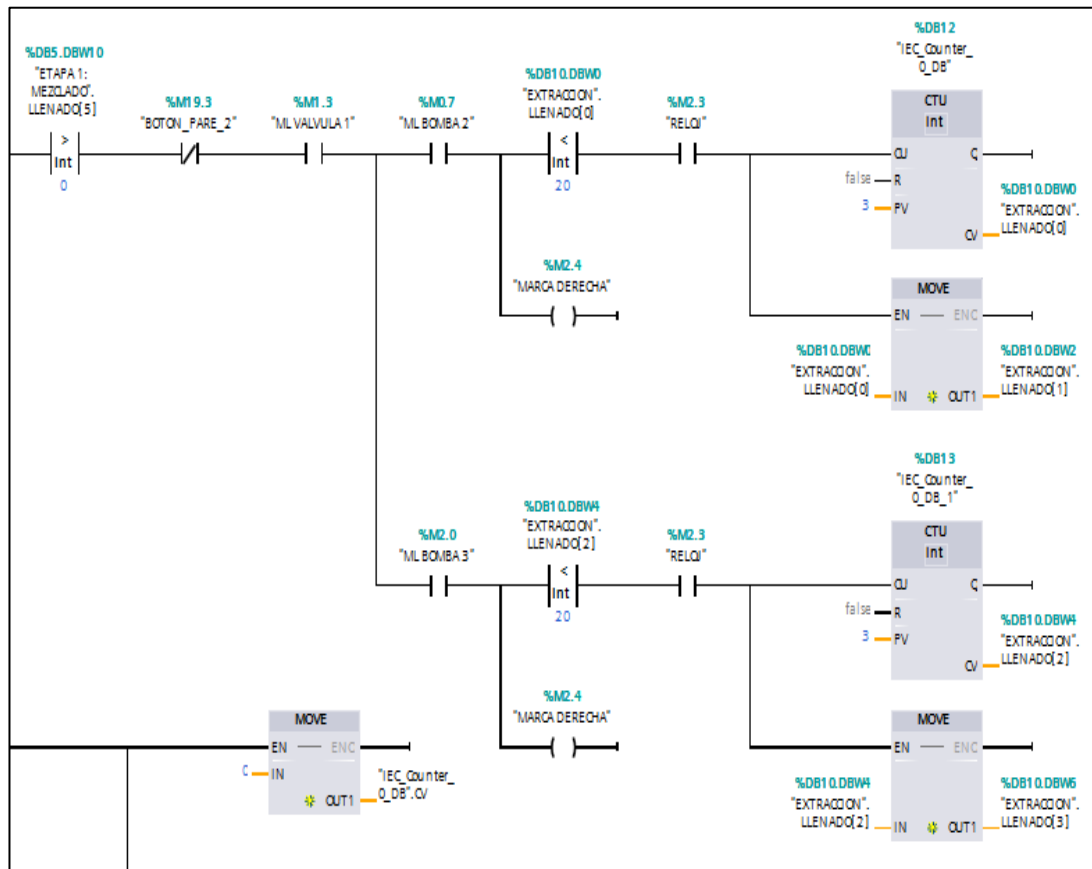 %DB5.DBW10
"ETAPA 1:
MEZCLADO".
LLENADO[5]
>
Int
0
%M19.3
"BOTON_PARE_2"
%M1.3
"ML VALVULA 1"
%M0.7
"ML BOMBA 2"
%DB10.DBW0
"EXTRACCION".
LLENADO[0]
<
Int
20
%M2.3
"RELOJ"
%DB12
"IEC_Counter_
0_DB"
CTU
Int
CU
Q
false
R
3
PV
CV
%DB10.DBW0
"EXTRACCION".
LLENADO[0]
%M2.4
"MARCA DERECHA"
( )
MOVE
EN
ENO
%DB10.DBW0
"EXTRACCION".
LLENADO[0]
IN
OUT1
%DB10.DBW2
"EXTRACCION".
LLENADO[1]
%M2.0
"ML BOMBA 3"
%DB10.DBW4
"EXTRACCION".
LLENADO[2]
<
Int
20
%M2.3
"RELOJ"
%DB13
"IEC_Counter_
0_DB_1"
CTU
Int
CU
Q
false
R
3
PV
CV
%DB10.DBW4
"EXTRACCION".
LLENADO[2]
%M2.4
"MARCA DERECHA"
( )
MOVE
EN
ENO
%DB10.DBW4
"EXTRACCION".
LLENADO[2]
IN
OUT1
%DB10.DBW6
"EXTRACCION".
LLENADO[3]
MOVE
EN
ENO
0
IN
OUT1
"IEC_Counter_
0_DB".CV